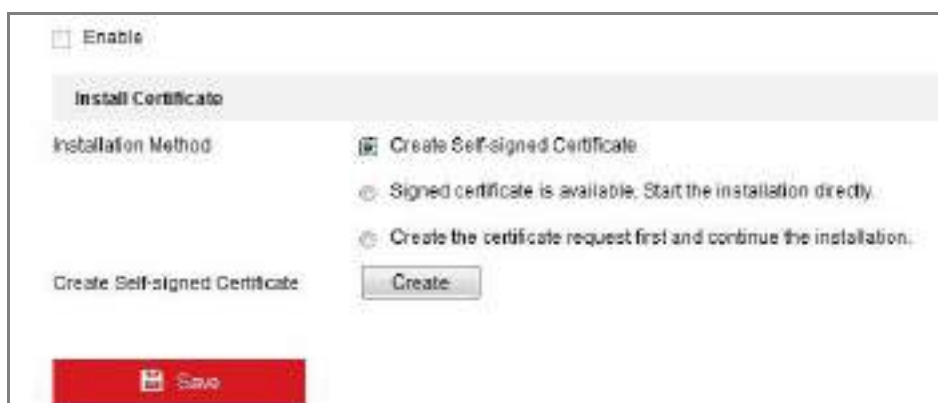 Enable
Install Certificate
Installation Method
Create Self-signed Certificate
Signed certificate is available, Start the installation directly.
Create the certificate request first and continue the installation.
Create Self-signed Certificate
Create
Save